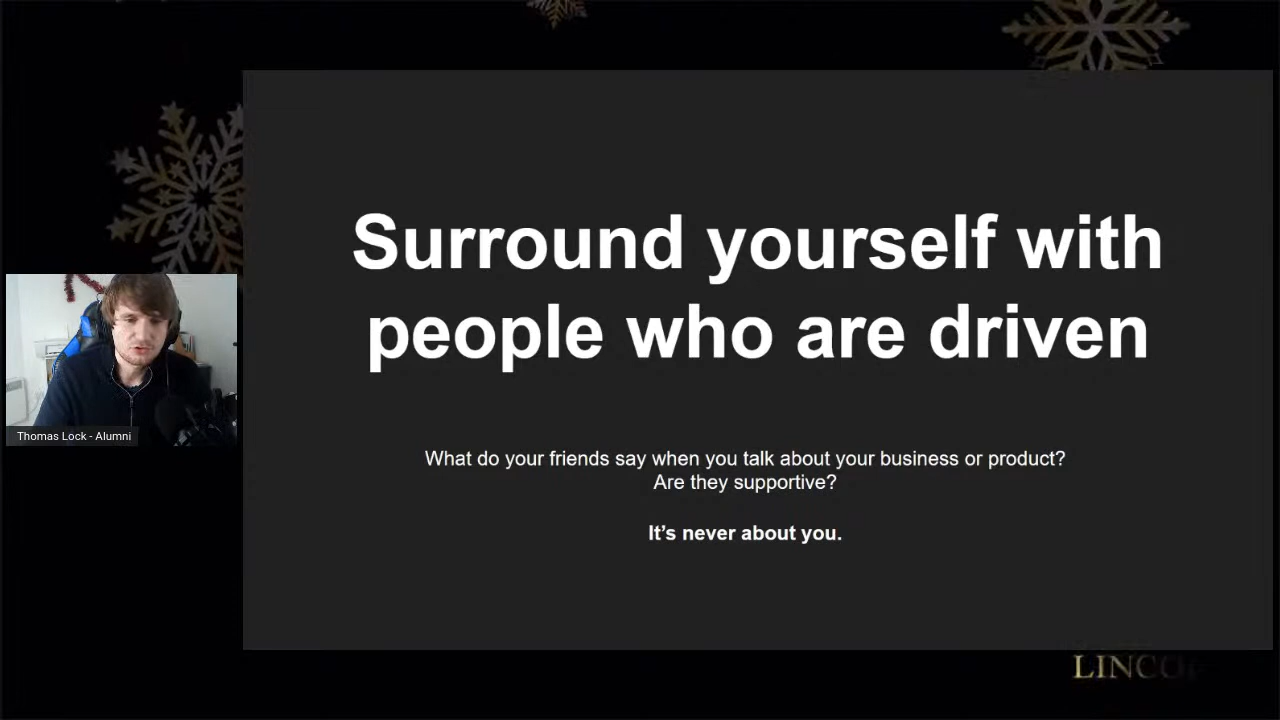 Surround yourself with
people who are driven
What do your friends say when you talk about your business or product?
Are they supportive?
It's never about you.
Thomas Lock - Alumni